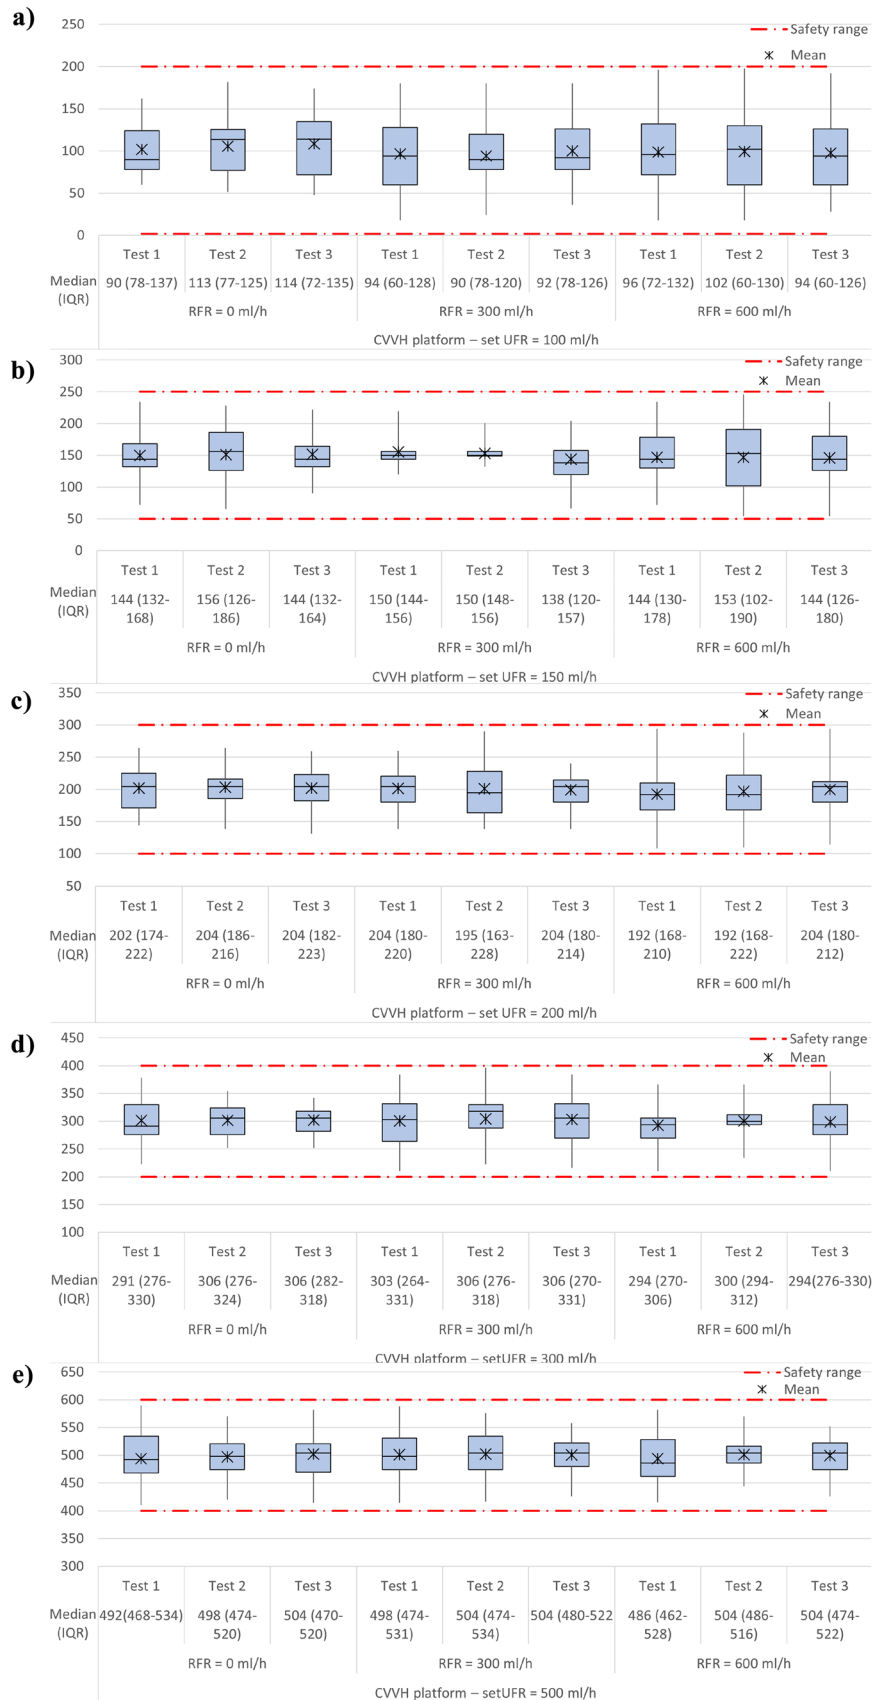 a)
250
Safety range
Mean
200
150
100
50
0
Test 1 Test 2 Test 3 Test 1 Test 2 Test 3 Test 1 Test 2 Test 3
Median (IQR) 90 (78-137) 113 (77-125) 114 (72-135) 94 (60-128) 90 (78-120) 92 (78-126) 96 (72-132) 102 (60-130) 94 (60-126)
RFR = 0 ml/h RFR = 300 ml/h RFR = 600 ml/h
CVVH platform – set UFR = 100 ml/h
b)
300
Safety range
Mean
250
200
150
100
50
0
Test 1 Test 2 Test 3 Test 1 Test 2 Test 3 Test 1 Test 2 Test 3
Median 144 (132- 156 (126- 144 (132- 150 (144- 150 (148- 138 (120- 144 (130- 153 (102- 144 (126-
(IQR) 168) 186) 164) 156) 156) 157) 178) 190) 180)
RFR = 0 ml/h RFR = 300 ml/h RFR = 600 ml/h
CVVH platform – set UFR = 150 ml/h
c)
350
Safety range
Mean
300
250
200
150
100
50
Test 1 Test 2 Test 3 Test 1 Test 2 Test 3 Test 1 Test 2 Test 3
Median 202 (174- 204 (186- 204 (182- 204 (180- 195 (163- 204 (180- 192 (168- 192 (168- 204 (180-
(IQR) 222) 216) 223) 220) 228) 214) 210) 222) 212)
RFR = 0 ml/h RFR = 300 ml/h RFR = 600 ml/h
CVVH platform – set UFR = 200 ml/h
d)
450
Safety range
Mean
400
350
300
250
200
150
100
Test 1 Test 2 Test 3 Test 1 Test 2 Test 3 Test 1 Test 2 Test 3
Median 291 (276- 306 (276- 306 (282- 303 (264- 306 (276- 306 (270- 294 (270- 300 (294- 294(276-330)
(IQR) 330) 324) 318) 331) 318) 331) 306) 312)
RFR = 0 ml/h RFR = 300 ml/h RFR = 600 ml/h
CVVH platform – setUFR = 300 ml/h
e)
650
Safety range
Mean
600
550
500
450
400
350
300
Test 1 Test 2 Test 3 Test 1 Test 2 Test 3 Test 1 Test 2 Test 3
Median 492(468-534) 498 (474- 504 (470- 498 (474- 504 (474- 504 (480-522 486 (462- 504 (486- 504 (474-
(IQR) 520) 520) 531) 534) 528) 516) 522)
RFR = 0 ml/h RFR = 300 ml/h RFR = 600 ml/h
CVVH platform – setUFR = 500 ml/h